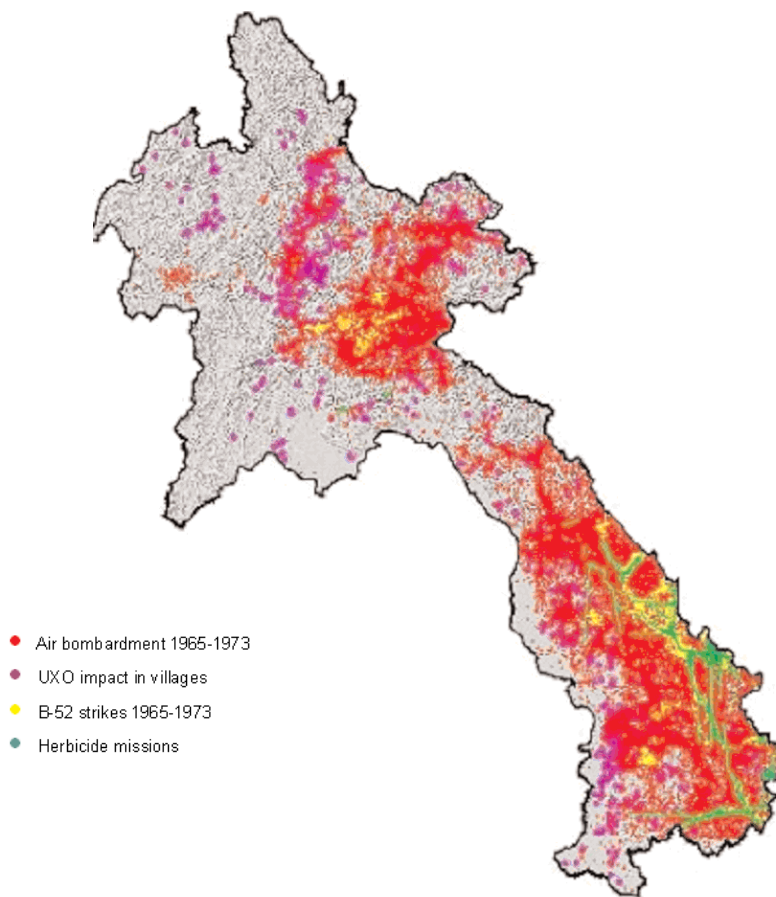 Air bombardment 1965-1973
UXO impact in villages
B-52 strikes 1965-1973
Herbicide missions